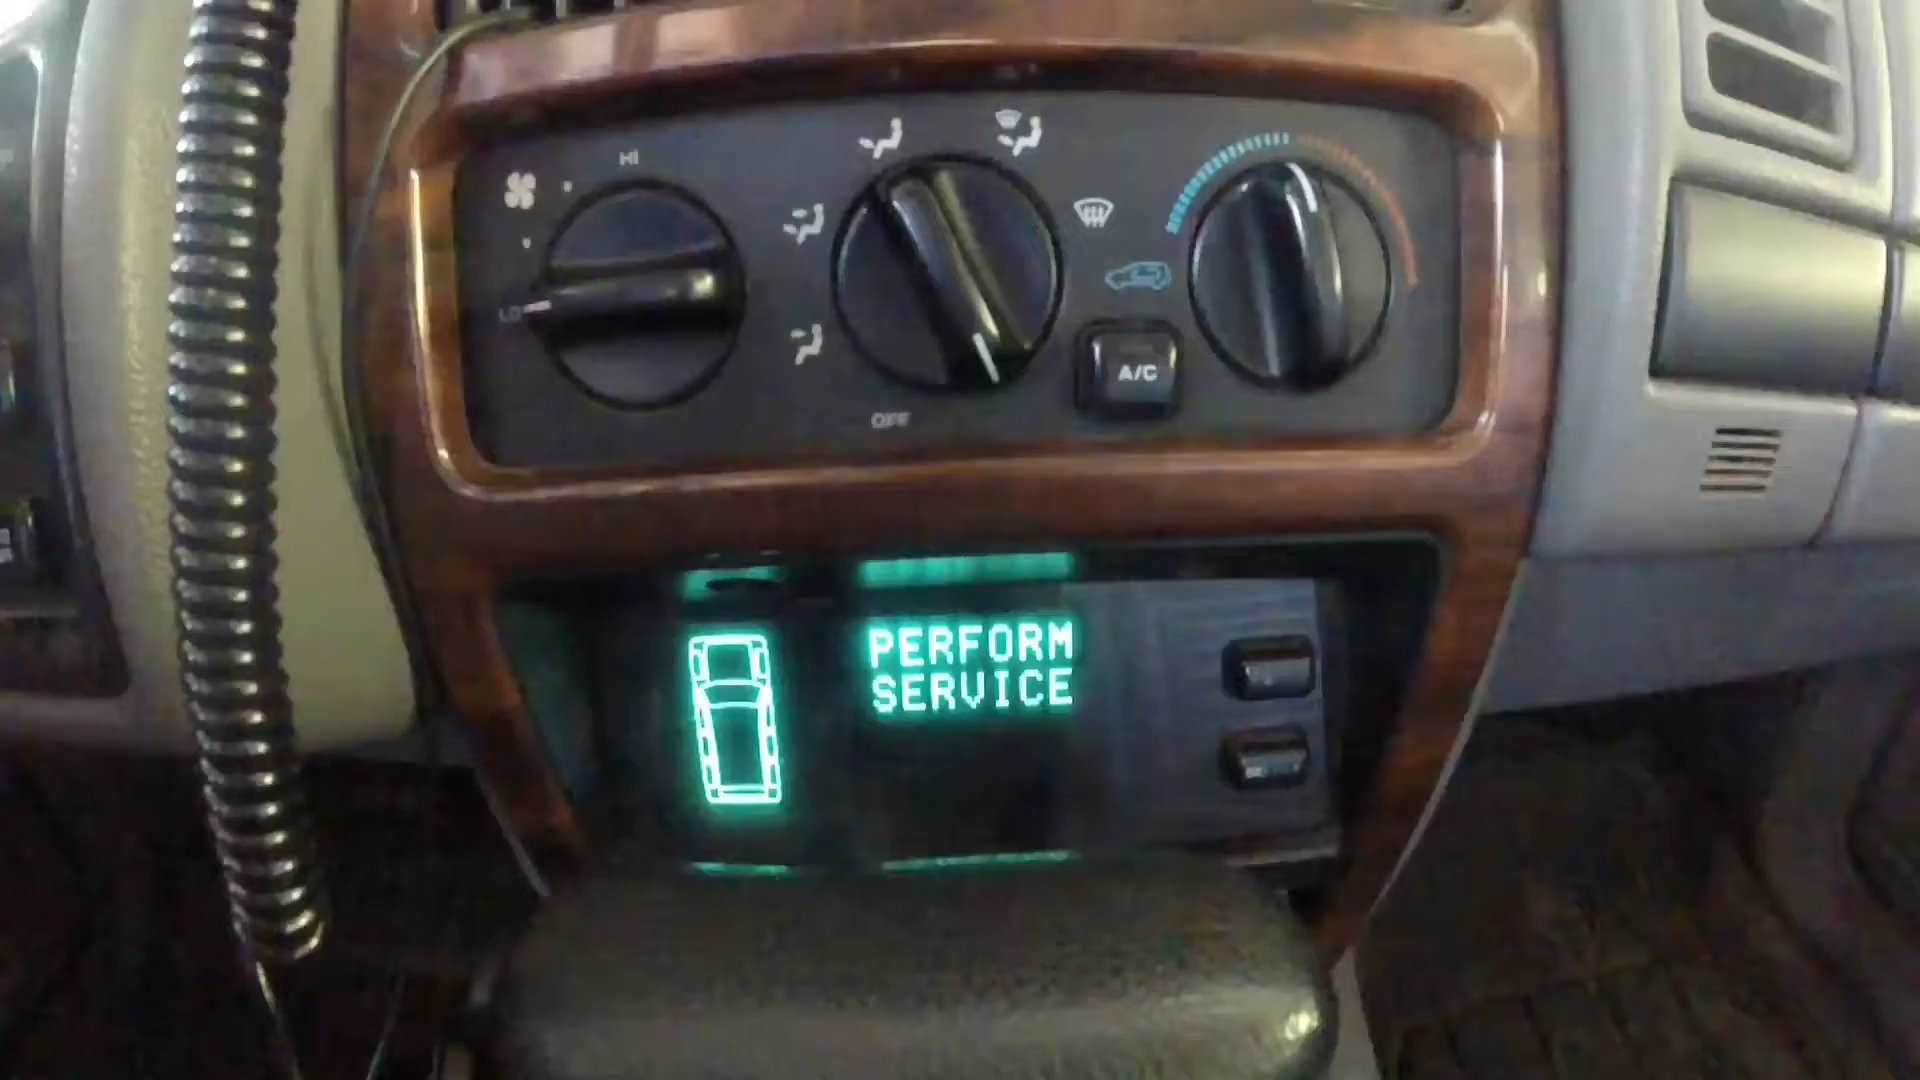 HI
LO
A/C
OFF
PERFORM
SERVICE